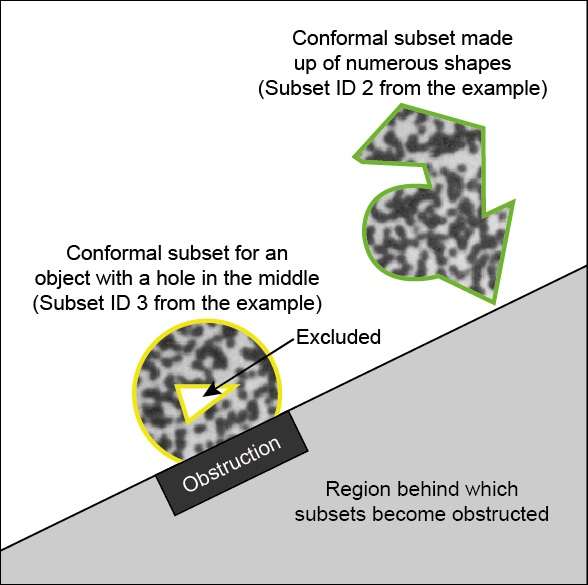 Conformal subset made
up of numerous shapes
(Subset ID 2 from the example)
Conformal subset for an
object with a hole in the middle
(Subset ID 3 from the example)
Excluded
Obstruction
Region behind which
subsets become obstructed